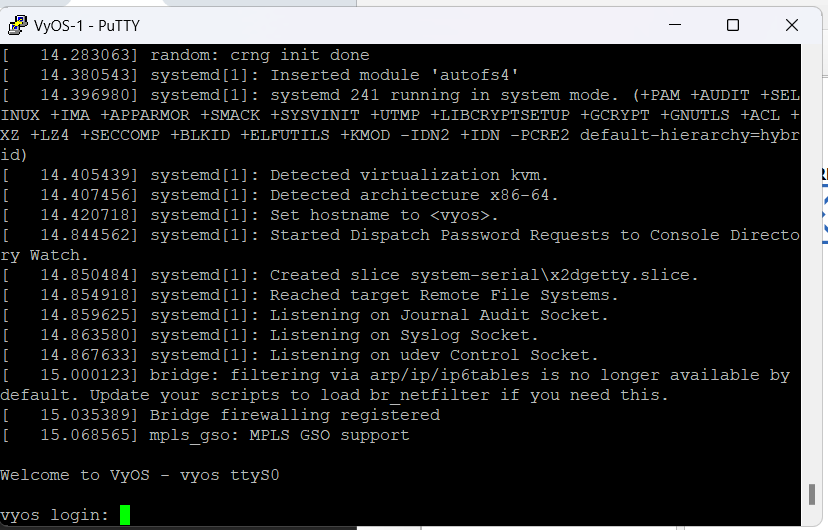 VyOS-1 - PuTTY
[   14.283063] random: crng init done
[   14.380543] systemd[1]: Inserted module 'autofs4'
[   14.396980] systemd[1]: systemd 241 running in system mode. (+PAM +AUDIT +SEL
INUX +IMA +APPARMOR +SMACK +SYSVINIT +UTMP +LIBCRYPTSETUP +GCRYPT +GNUTLS +ACL +
XZ +LZ4 +SECCOMP +BLKID +ELFUTILS +KMOD -IDN2 +IDN -PCRE2 default-hierarchy=hybr
id)
[   14.405439] systemd[1]: Detected virtualization kvm.
[   14.407456] systemd[1]: Detected architecture x86-64.
[   14.420718] systemd[1]: Set hostname to <vyos>.
[   14.844562] systemd[1]: Started Dispatch Password Requests to Console Directo
ry Watch.
[   14.850484] systemd[1]: Created slice system-serial\x2dgetty.slice.
[   14.854918] systemd[1]: Reached target Remote File Systems.
[   14.859625] systemd[1]: Listening on Journal Audit Socket.
[   14.863580] systemd[1]: Listening on Syslog Socket.
[   14.867633] systemd[1]: Listening on udev Control Socket.
[   15.000123] bridge: filtering via arp/ip/ip6tables is no longer available by
default. Update your scripts to load br_netfilter if you need this.
[   15.035389] Bridge firewalling registered
[   15.068565] mpls_gso: MPLS GSO support
Welcome to VyOS - vyos ttyS0
vyos login: